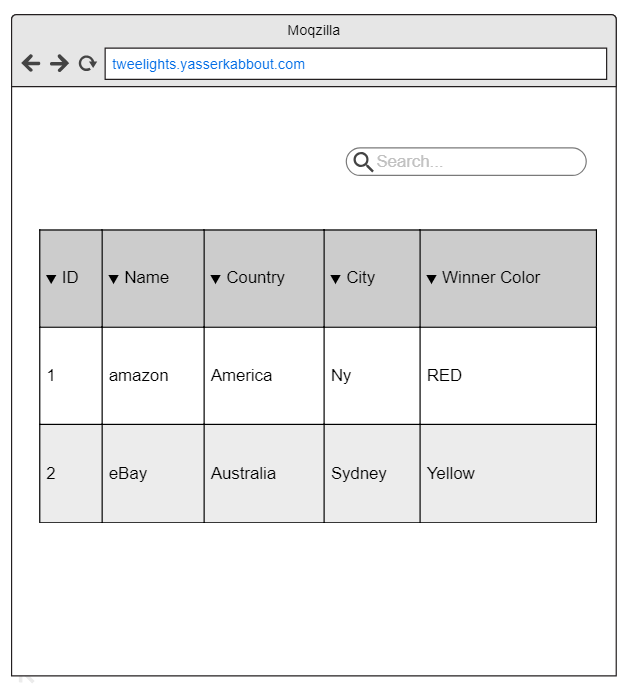 Moqzilla
tweelights.yasserkabbout.com
Search...
ID Name Country City Winner Color
1 amazon America Ny RED
2 eBay Australia Sydney Yellow